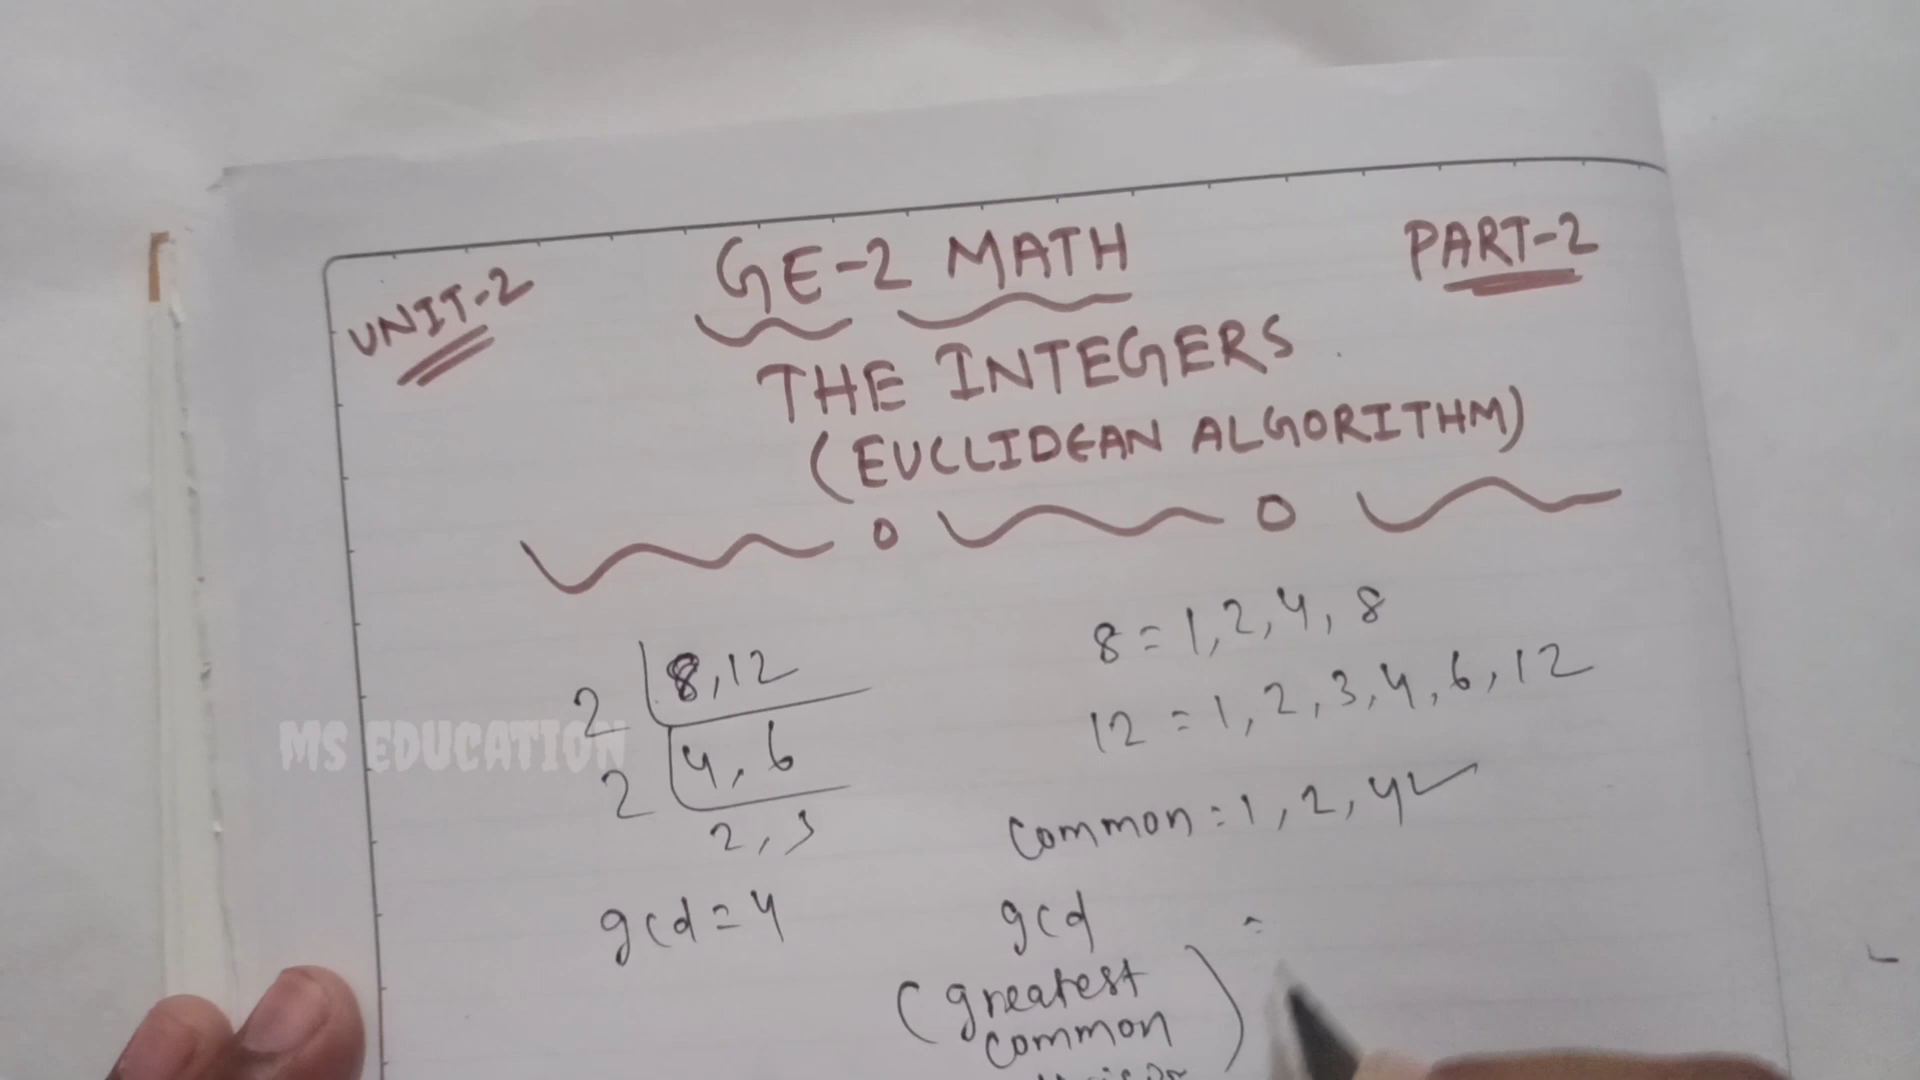 UNIT-2
GE-2 MATH
PART-2
THE INTEGERS
(EUCLIDEAN ALGORITHM)
2 8,12
2 4,6
2,3
gcd=4
8=1,2,4,8
12=1,2,3,4,6,12
Common=1,2,4
gcd =
(greatest
common
MS EDUCATION